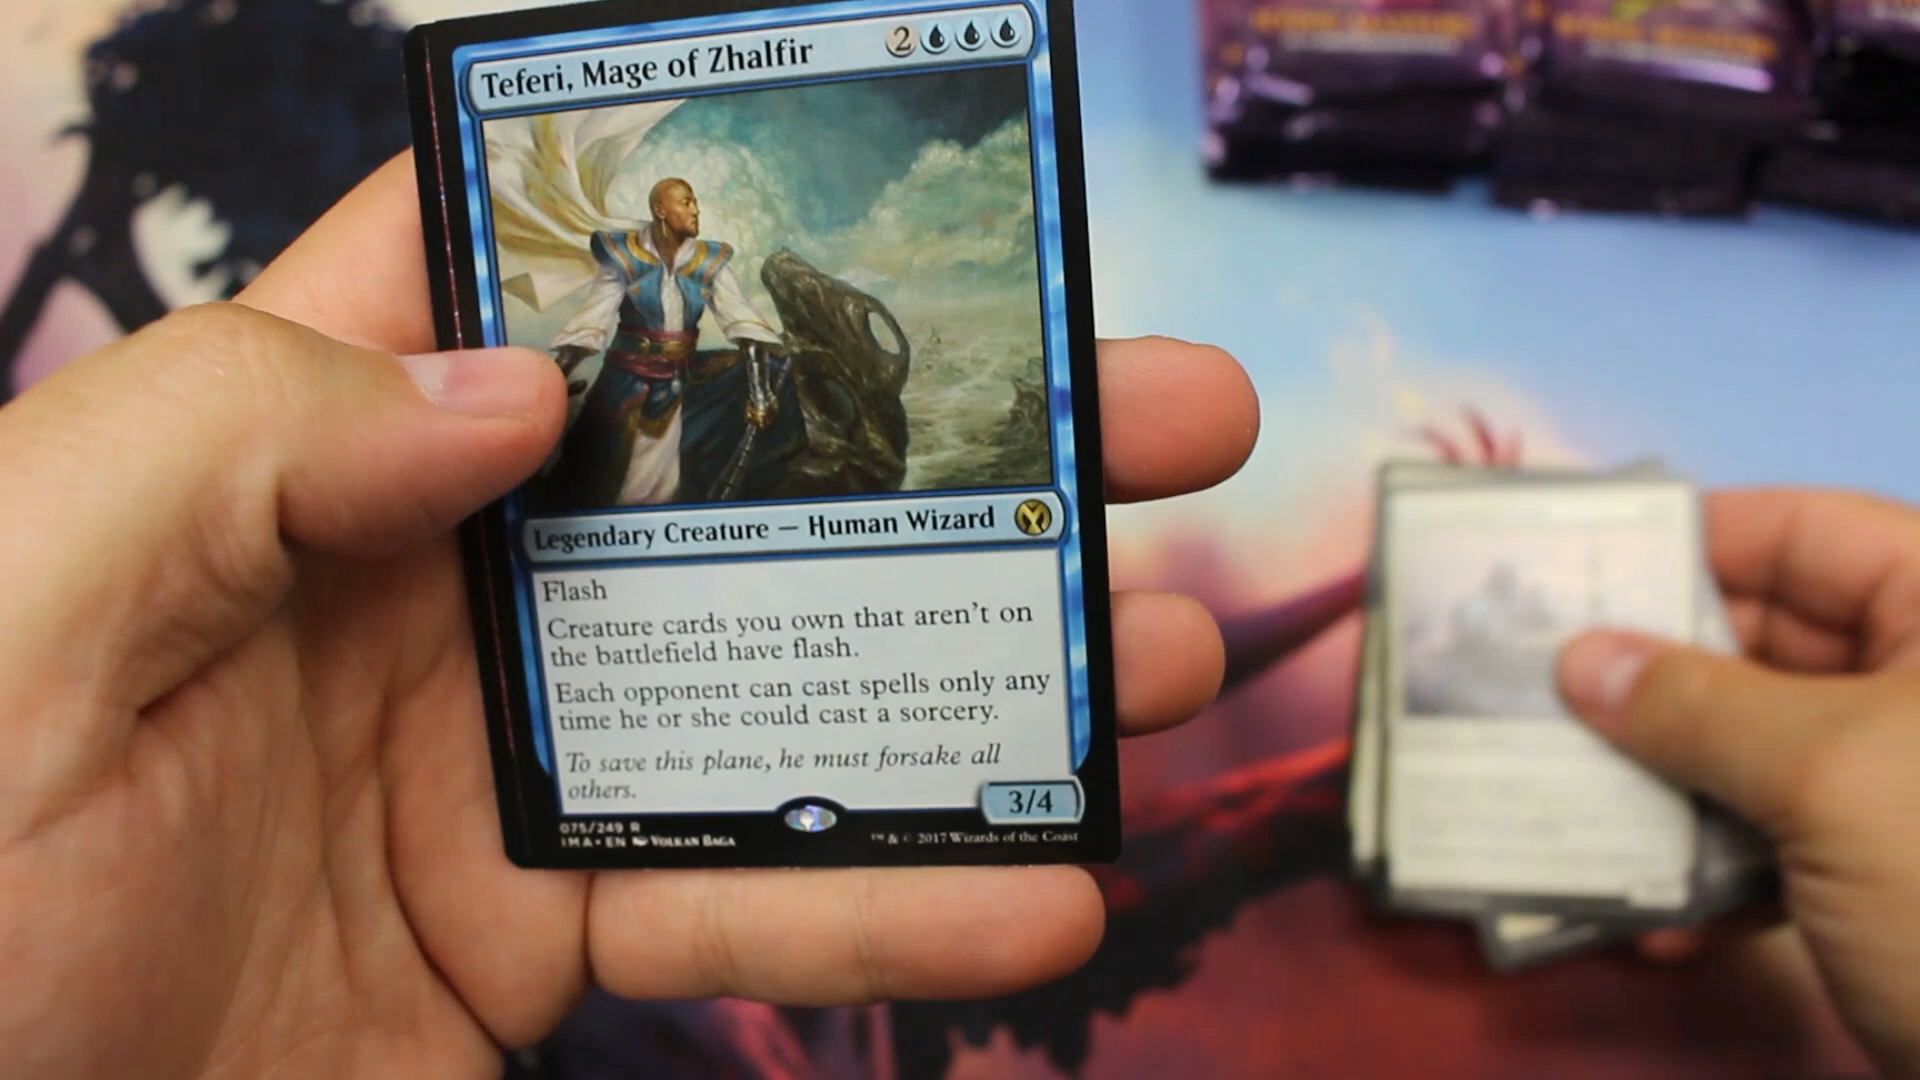 Teferi, Mage of Zhalfir 2
Legendary Creature — Human Wizard
Flash
Creature cards you own that aren't on
the battlefield have flash.
Each opponent can cast spells only any
time he or she could cast a sorcery.
To save this plane, he must forsake all
others.
3/4
075/249 R
IMA • EN VOLKAN BAGA
™ & © 2017 Wizards of the Coast